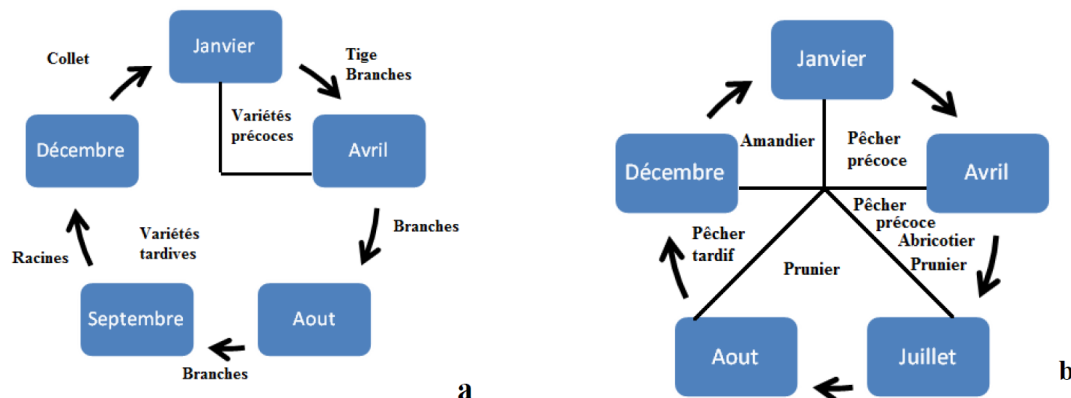 Janvier
Collet
Tige
Branches
Variétés
précoces
Décembre
Avril
Branches
Racines
Variétés
tardives
Septembre
Aout
Branches
a
Janvier
Amandier
Pêcher
précoce
Décembre
Avril
Pêcher
précoce
Abricotier
Prunier
Pêcher
tardif
Prunier
Aout
Juillet
b